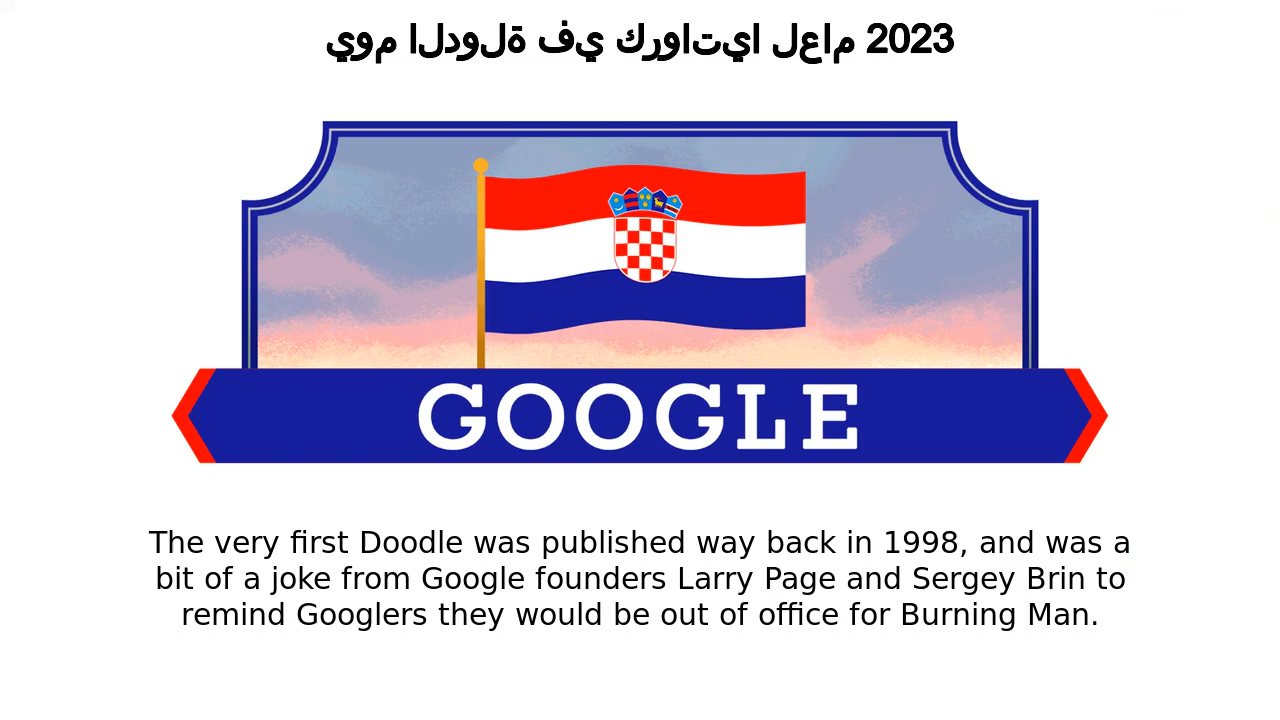 يوم الدولة في كرواتيا لعام 2023
GOOGLE
The very first Doodle was published way back in 1998, and was a
bit of a joke from Google founders Larry Page and Sergey Brin to
remind Googlers they would be out of office for Burning Man.